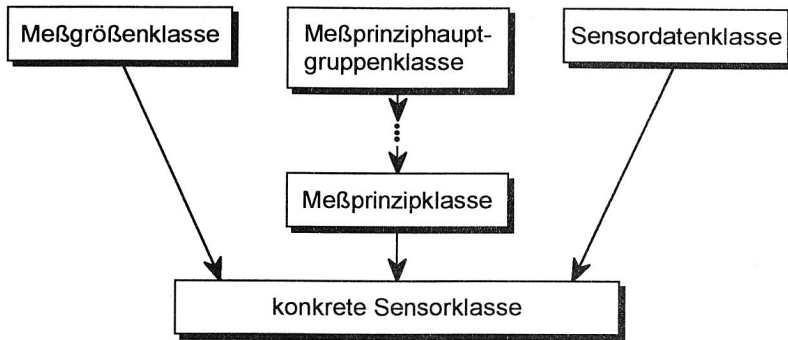 Meßgrößenklasse
Meßprinziphaupt-
gruppenklasse
Sensordatenklasse
Meßprinzipklasse
konkrete Sensorklasse